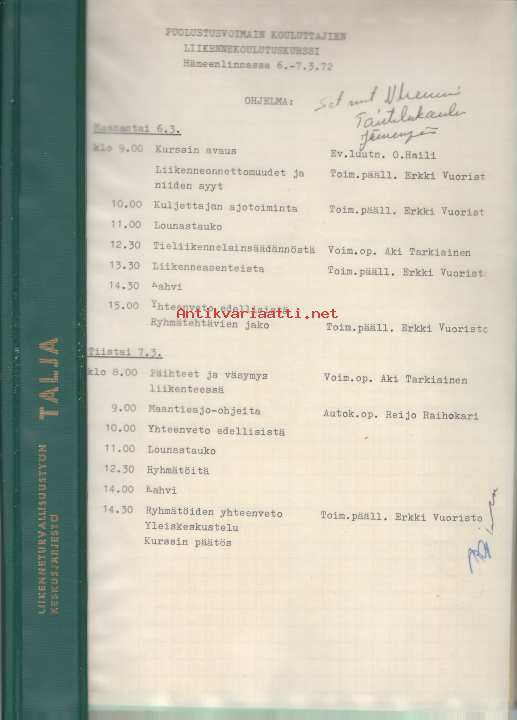 PUOLUSTUSVOIMAIN KOULUTTAJIEN
LIIKENNEKOULUTUSKURSSI
Hämeenlinnassa 6.-7.3.72
OHJELMA:
Maanantai 6.3.
klo 9.00 Kurssin avaus Ev.luutn. O.Haili
Liikenneonnettomuudet ja Toim.pääll. Erkki Vuorist
niiden syyt
10.00 Kuljettajan ajotoiminta Toim.pääll. Erkki Vuorist
11.00 Lounastauko
12.30 Tieliikennelainsäädännöstä Voim.op. Aki Tarkiainen
13.30 Liikenneasenteista Toim.pääll. Erkki Vuorist
14.30 Kahvi
15.00 Yhteenveto edellisistä
Antikvariaatti.net
Ryhmätehtävien jako Toim.pääll. Erkki Vuoristo
Tiistai 7.3.
klo 8.00 Päihteet ja väsymys Voim.op. Aki Tarkiainen
liikenteessä
9.00 Maantieajo-ohjeita Autok.op. Reijo Raihokari
10.00 Yhteenveto edellisistä
11.00 Lounastauko
12.30 Ryhmätöitä
14.00 Kahvi
14.30 Ryhmätöiden yhteenveto Toim.pääll. Erkki Vuoristo
Yleiskeskustelu
Kurssin päätös
LIIKENNETURVALLISUUSTYÖN
KESKUSJÄRJESTÖ
TALJA